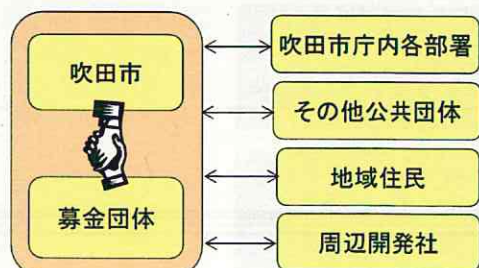 吹田市
募金団体
吹田市庁内各部署
その他公共団体
地域住民
周辺開発社